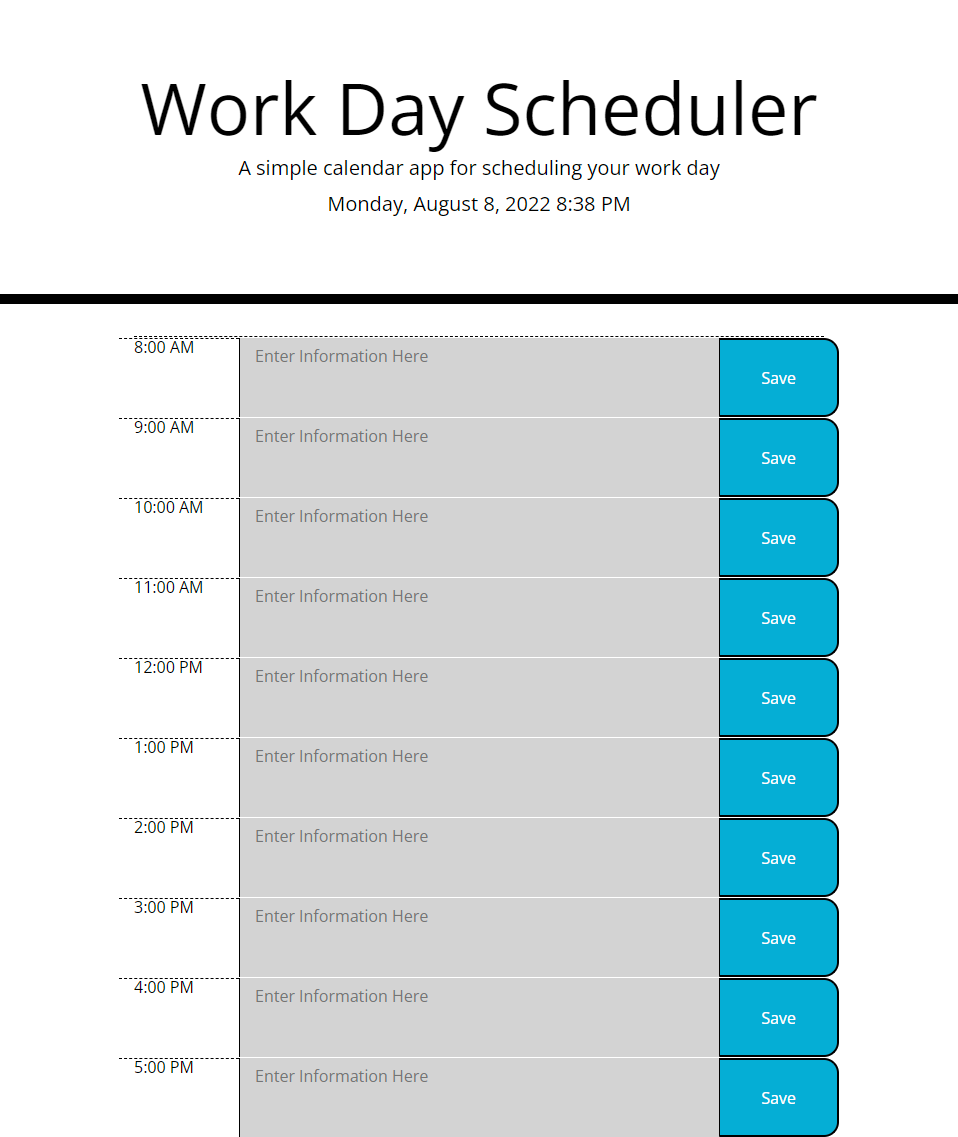 Work Day Scheduler
A simple calendar app for scheduling your work day
Monday, August 8, 2022 8:38 PM
8:00 AM Enter Information Here Save
9:00 AM Enter Information Here Save
10:00 AM Enter Information Here Save
11:00 AM Enter Information Here Save
12:00 PM Enter Information Here Save
1:00 PM Enter Information Here Save
2:00 PM Enter Information Here Save
3:00 PM Enter Information Here Save
4:00 PM Enter Information Here Save
5:00 PM Enter Information Here Save